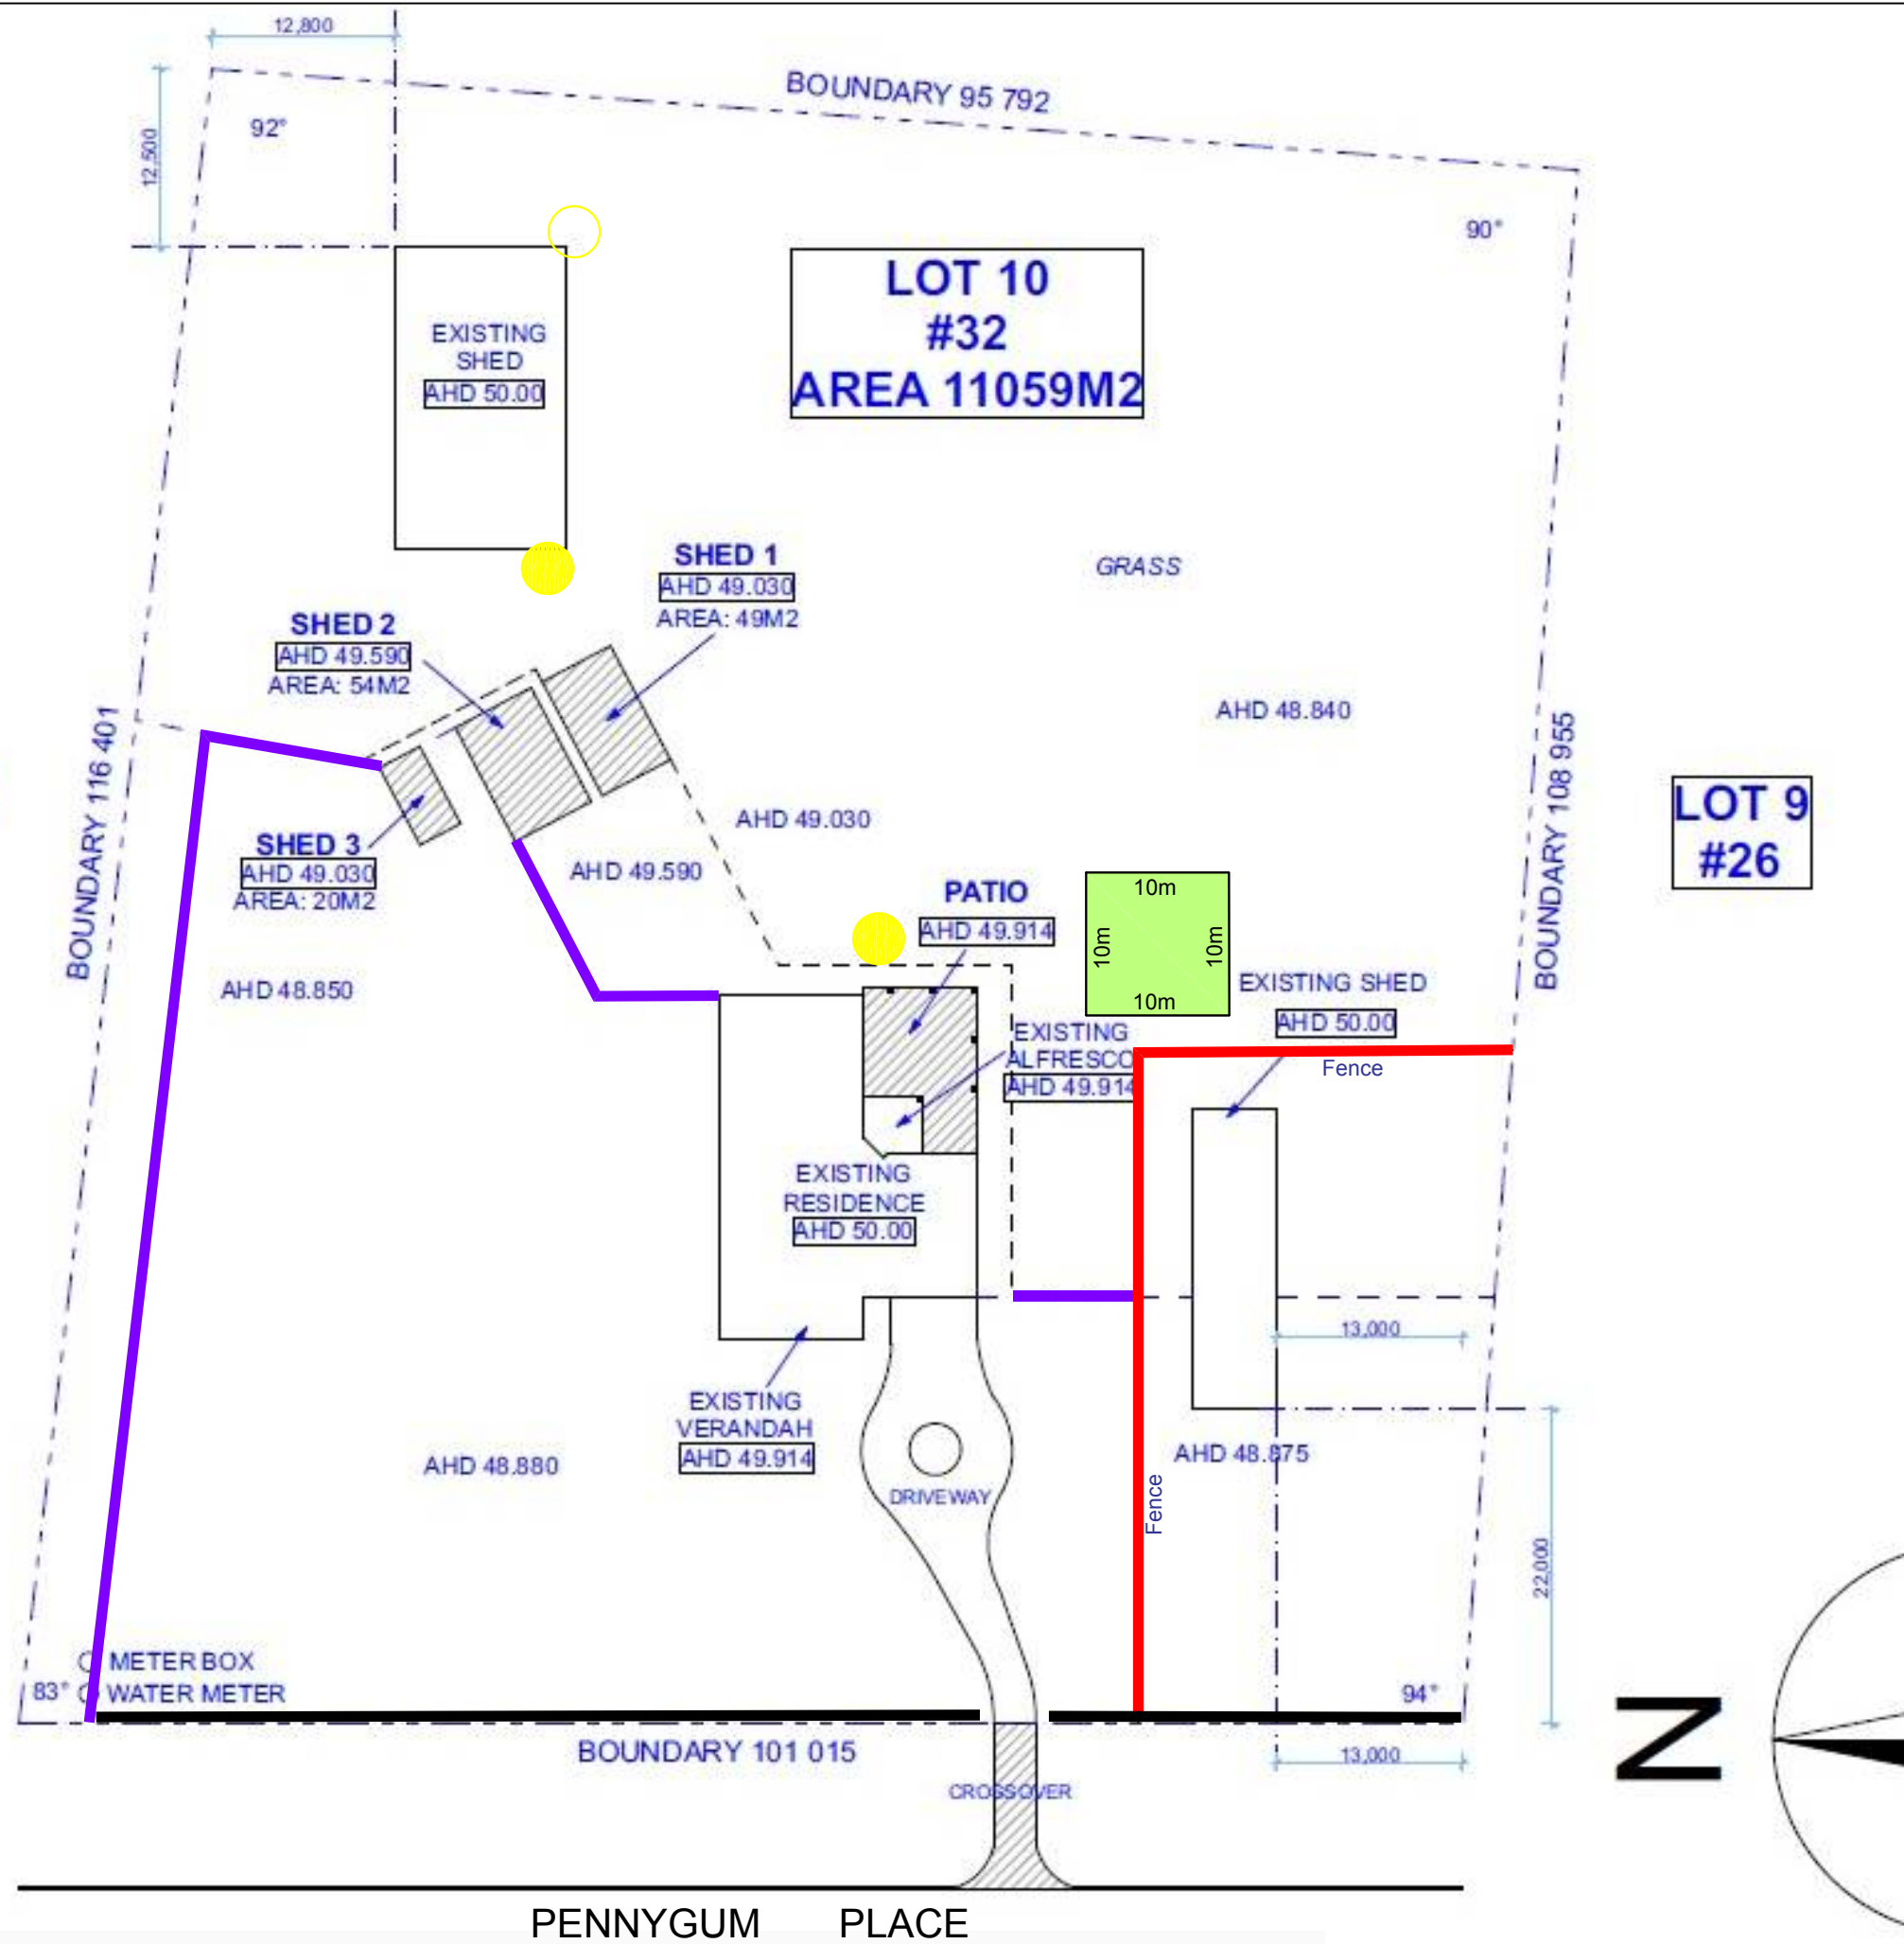 12,800
BOUNDARY 95 792
12,500
92°
90°
LOT 10
#32
AREA 11059M2
EXISTING
SHED
AHD 50.00
SHED 1
AHD 49.030
AREA: 49M2
GRASS
SHED 2
AHD 49.590
AREA: 54M2
AHD 48.840
BOUNDARY 116 401
BOUNDARY 108 955
LOT 9
#26
AHD 49.030
SHED 3
AHD 49.030
AREA: 20M2
AHD 49.590
PATIO
AHD 49.914
10m
10m
10m
10m
AHD 48.850
EXISTING SHED
AHD 50.00
EXISTING
ALFRESCO
AHD 49.914
Fence
EXISTING
RESIDENCE
AHD 50.00
13,000
EXISTING
VERANDAH
AHD 49.914
AHD 48.880
AHD 48.875
DRIVEWAY
Fence
22,000
METER BOX
WATER METER
83°
94°
N
BOUNDARY 101 015
13,000
CROSSOVER
PENNYGUM PLACE